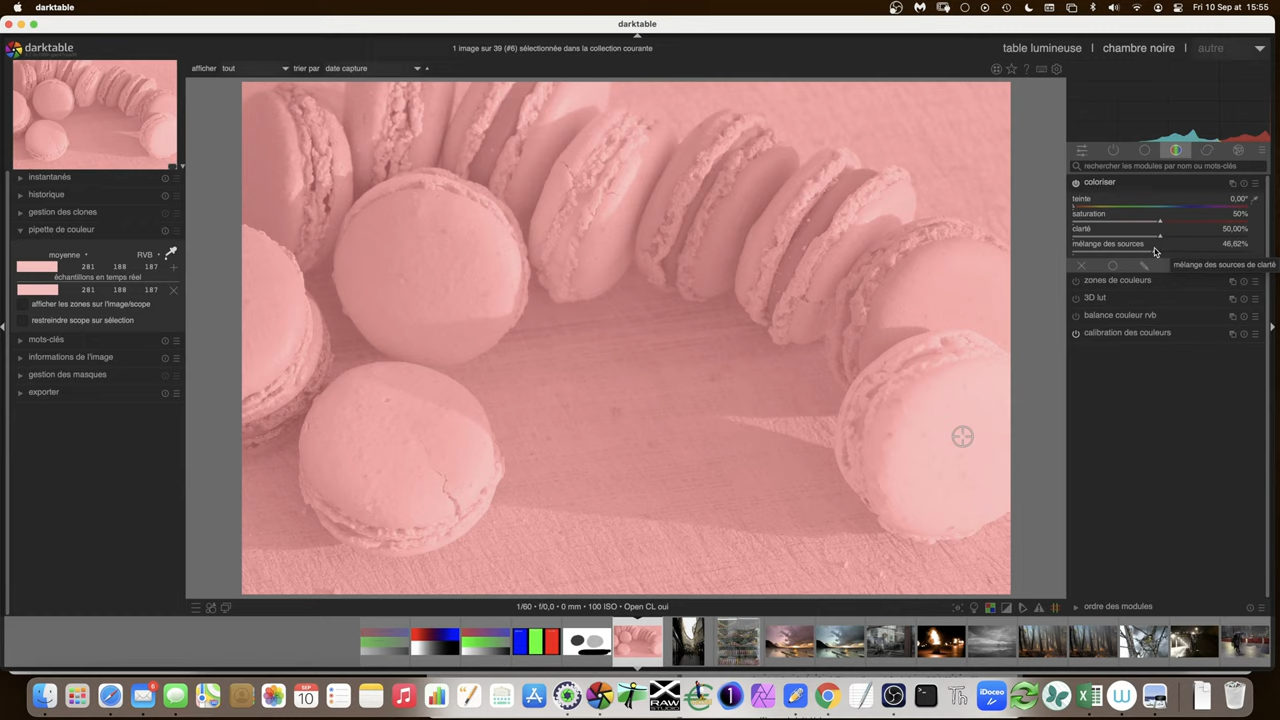 darktable
Fri 10 Sep at 15:55
darktable
darktable
1 image sur 39 (#6) sélectionnée dans la collection courante
table lumineuse | chambre noire | autre
afficher tout trier par date capture
rechercher les modules par nom ou mots-clés
instantanés
historique
gestion des clones
pipette de couleur
moyenne RVB
281 188 187
échantillons en temps réel
281 188 187
afficher les zones sur l'image/scope
restreindre scope sur sélection
mots-clés
informations de l'image
gestion des masques
exporter
coloriser
teinte 0,00°
saturation 50%
clarté 50,00%
mélange des sources 46,62%
mélange des sources de clarté
zones de couleurs
3D lut
balance couleur rvb
calibration des couleurs
1/60 • f/0,0 • 0 mm • 100 ISO • Open CL oui
ordre des modules
SEP
10
RAW
STUDIO
iDoceo